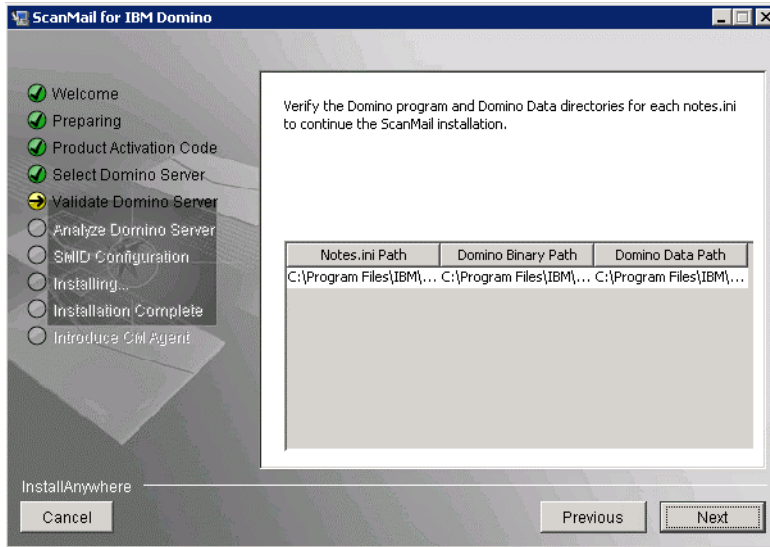 ScanMail for IBM Domino
Welcome
Preparing
Product Activation Code
Select Domino Server
Validate Domino Server
Analyze Domino Server
SMID Configuration
Installing...
Installation Complete
Introduce CM Agent
Verify the Domino program and Domino Data directories for each notes.ini
to continue the ScanMail installation.
Notes.ini Path Domino Binary Path Domino Data Path
C:\Program Files\IBM\... C:\Program Files\IBM\... C:\Program Files\IBM\...
InstallAnywhere
Cancel Previous Next